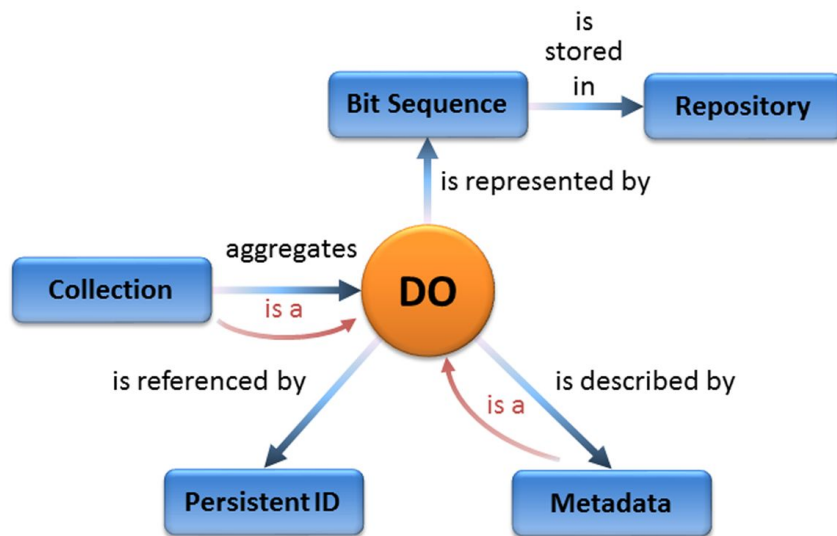 is
stored
in
Bit Sequence
Repository
is represented by
aggregates
Collection
DO
is a
is referenced by
is described by
is a
Persistent ID
Metadata